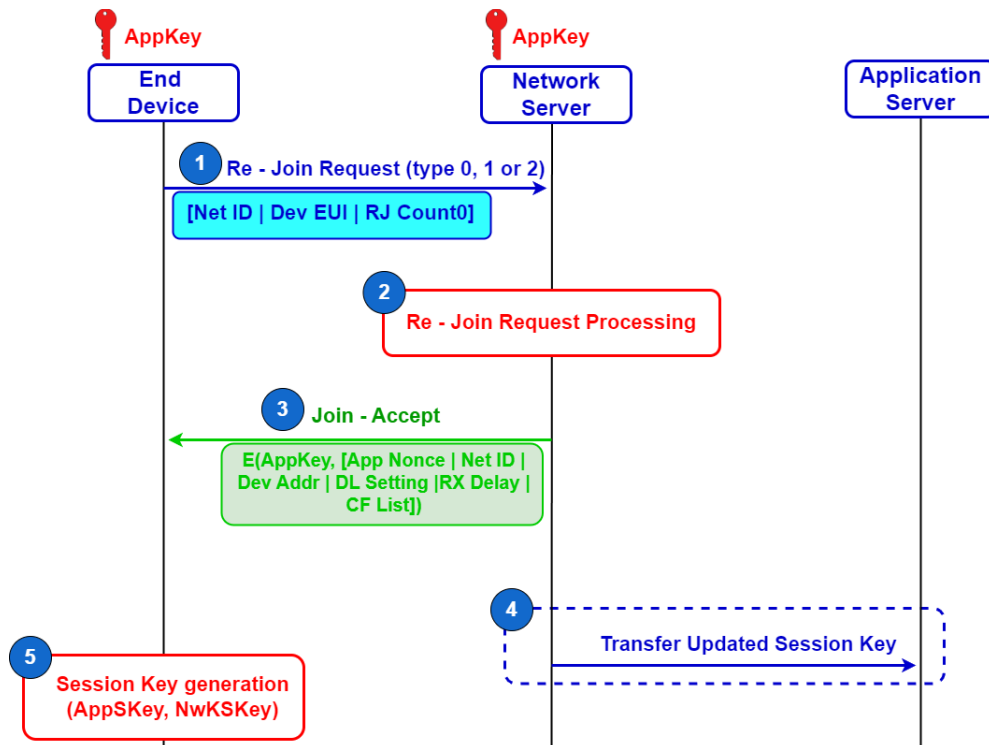 AppKey
AppKey
End
Device
Network
Server
Application
Server
1
Re - Join Request (type 0, 1 or 2)
[Net ID | Dev EUI | RJ Count0]
2
Re - Join Request Processing
3
Join - Accept
E(AppKey, [App Nonce | Net ID |
Dev Addr | DL Setting |RX Delay |
CF List])
4
Transfer Updated Session Key
5
Session Key generation
(AppSKey, NwKSKey)